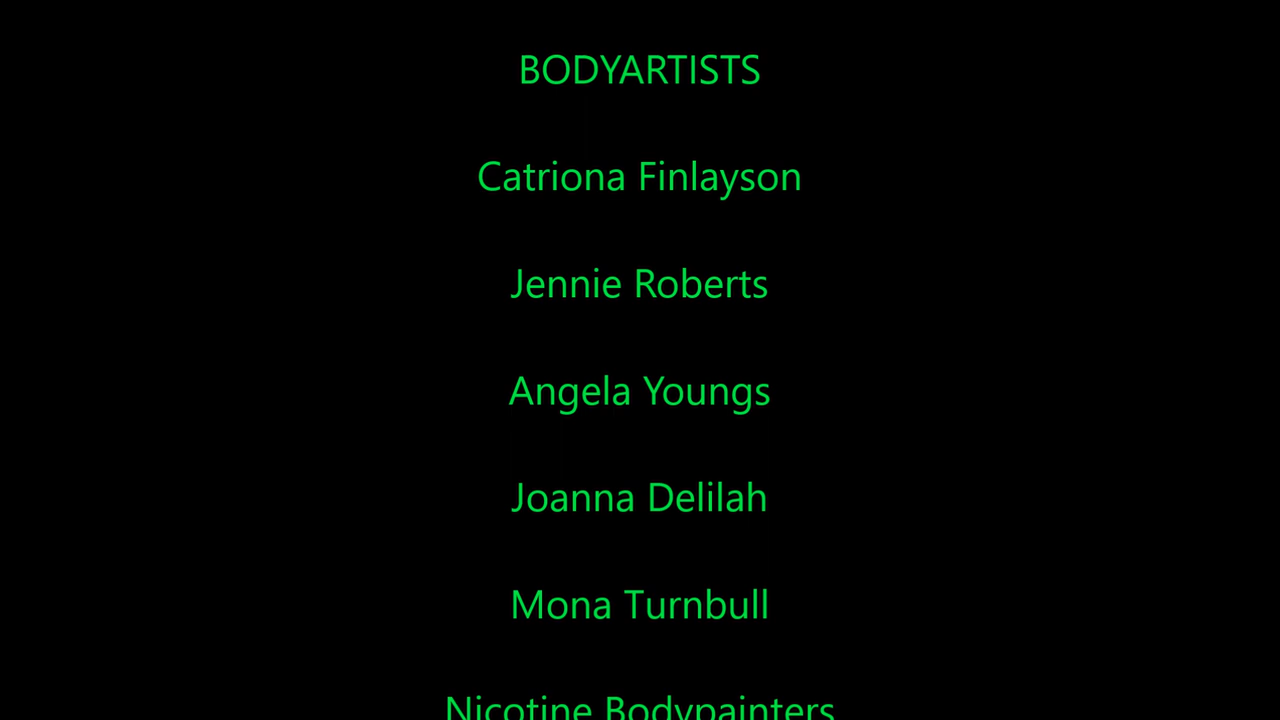 BODYARTISTS
Catriona Finlayson
Jennie Roberts
Angela Youngs
Joanna Delilah
Mona Turnbull
Nicotine Bodypainters